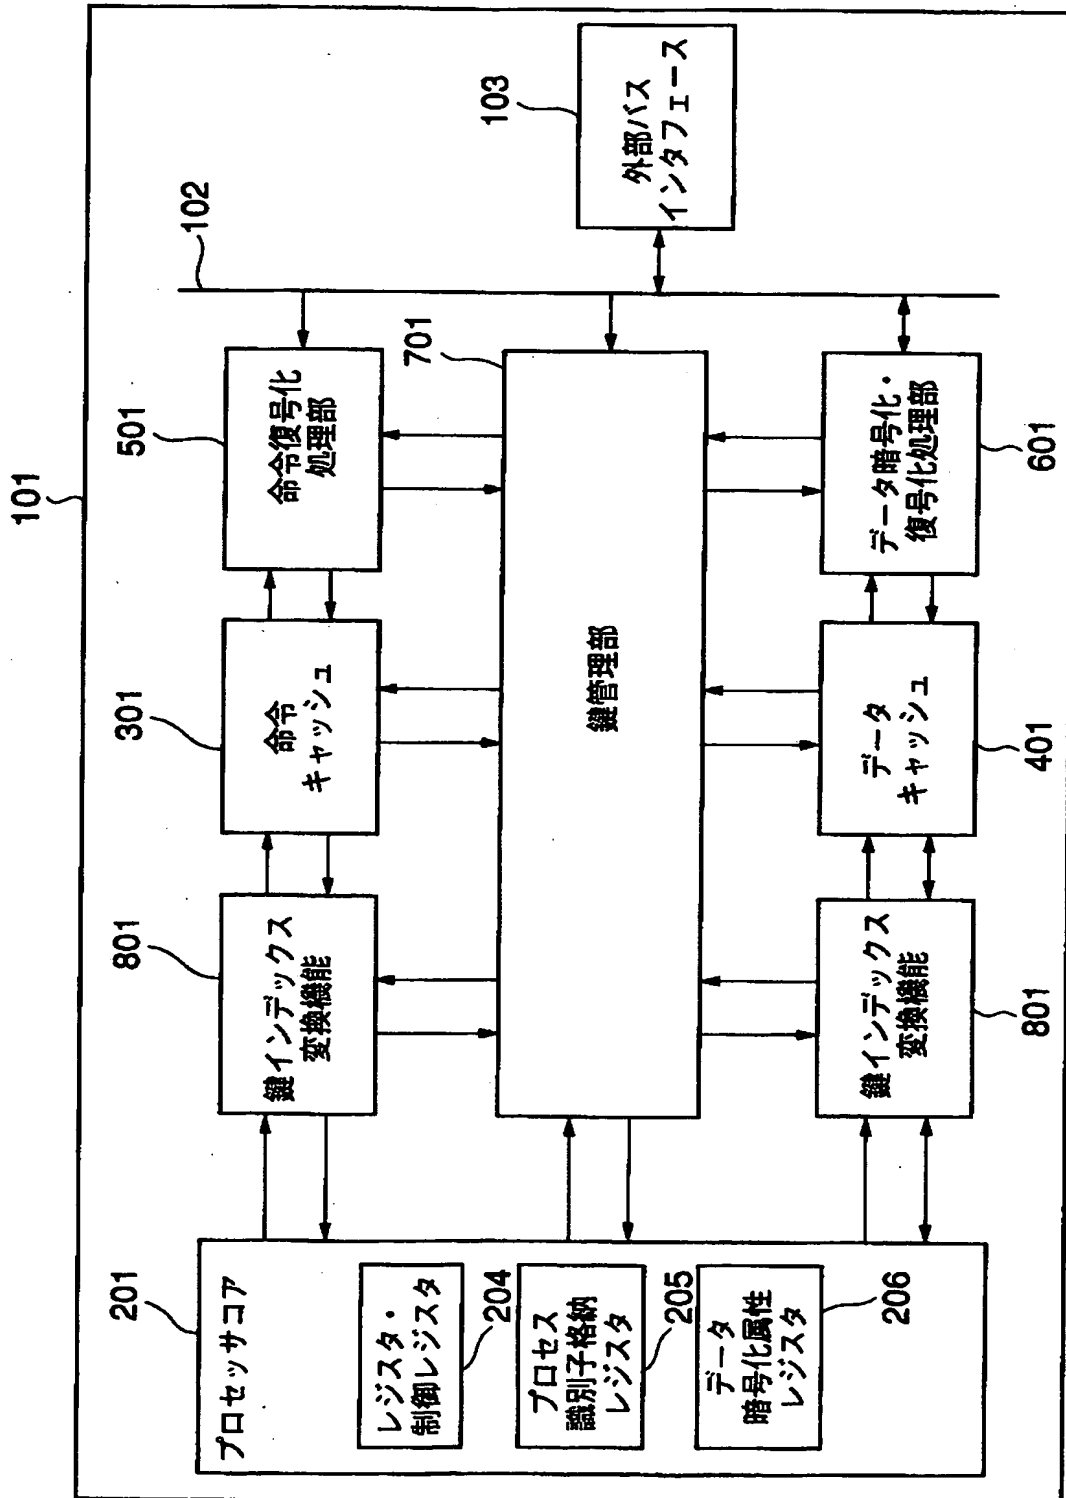 101
201
プロセッサコア
レジスタ・
制御レジスタ
204
プロセス
識別子格納
レジスタ
205
データ
暗号化属性
レジスタ
206
801
鍵インデックス
変換機能
301
命令
キャッシュ
501
命令復号化
処理部
102
103
外部バス
インタフェース
701
鍵管理部
鍵インデックス
変換機能
801
データ
キャッシュ
401
データ暗号化・
復号化処理部
601